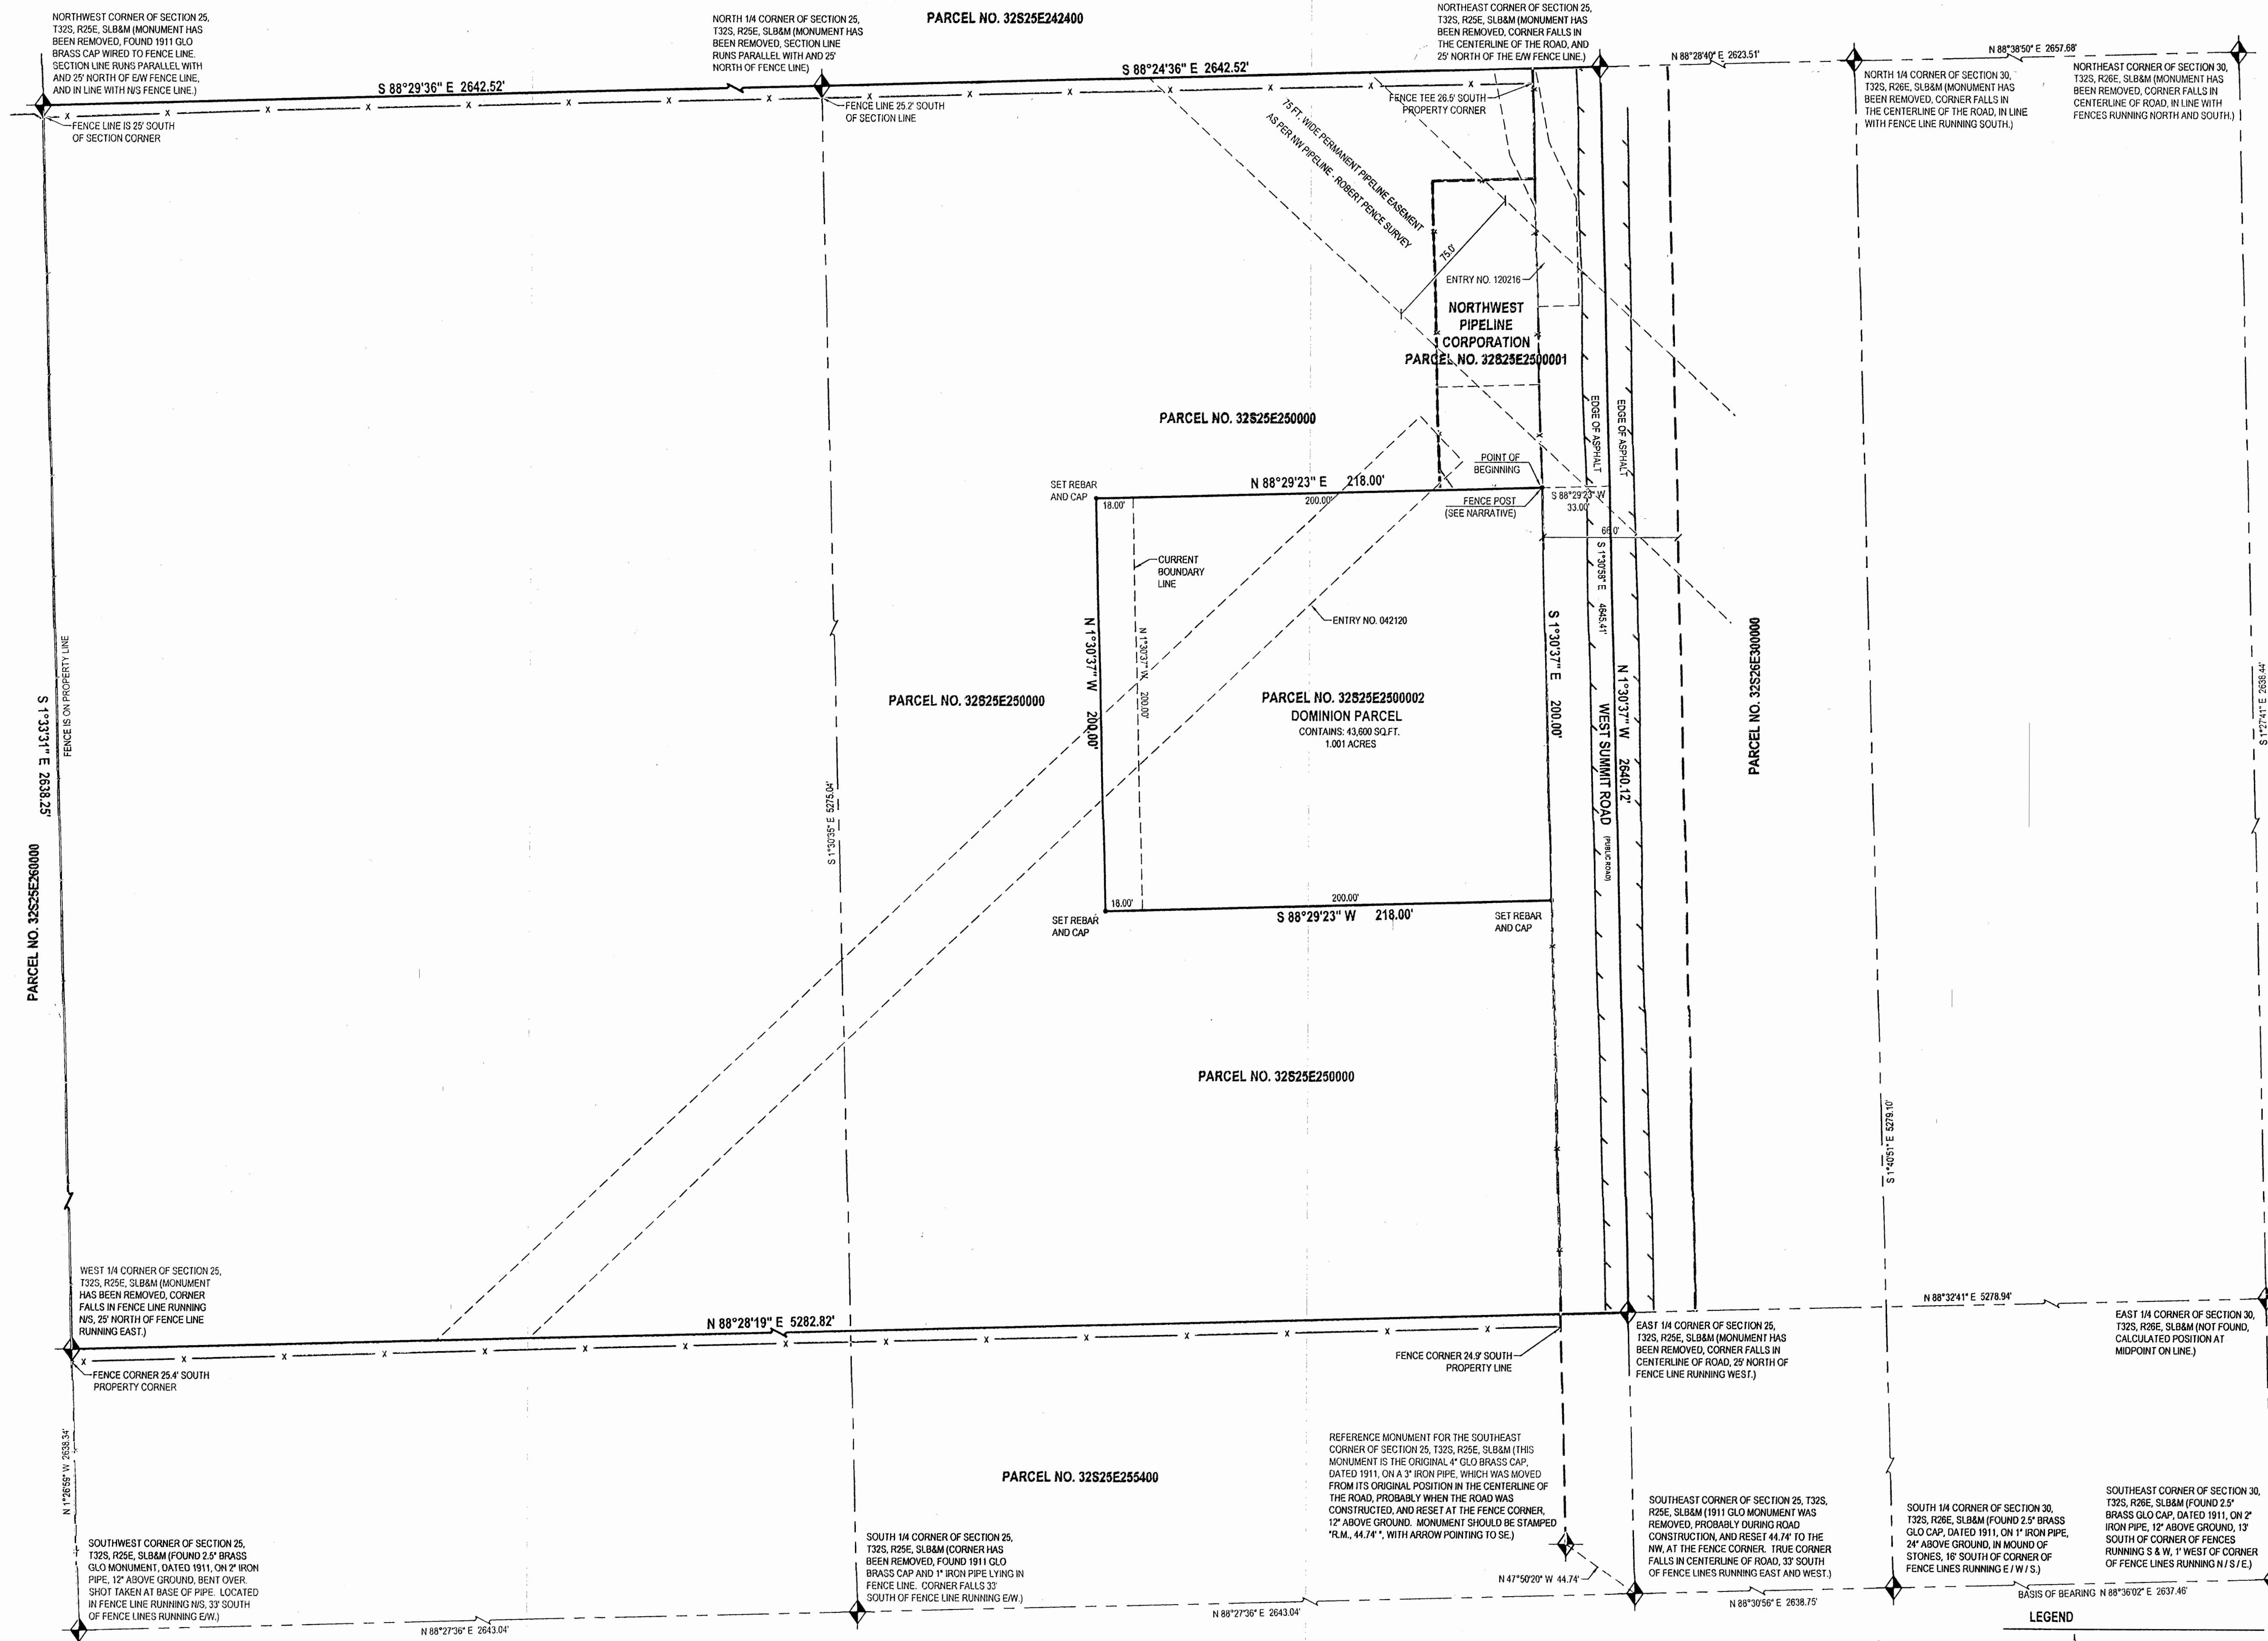 NORTHWEST CORNER OF SECTION 25,
T32S, R25E, SLB&M (MONUMENT HAS
BEEN REMOVED, FOUND 1911 GLO
BRASS CAP WIRED TO FENCE LINE,
SECTION LINE RUNS PARALLEL WITH
AND 25' NORTH OF E/W FENCE LINE,
AND IN LINE WITH N/S FENCE LINE.)
NORTH 1/4 CORNER OF SECTION 25,
T32S, R25E, SLB&M (MONUMENT HAS
BEEN REMOVED, SECTION LINE
RUNS PARALLEL WITH AND 25'
NORTH OF FENCE LINE)
PARCEL NO. 32S25E242400
NORTHEAST CORNER OF SECTION 25,
T32S, R25E, SLB&M (MONUMENT HAS
BEEN REMOVED, CORNER FALLS IN
THE CENTERLINE OF THE ROAD, AND
25' NORTH OF THE E/W FENCE LINE.)
N 88°28'40" E 2623.51'
N 88°38'50" E 2657.68'
NORTH 1/4 CORNER OF SECTION 30,
T32S, R26E, SLB&M (MONUMENT HAS
BEEN REMOVED, CORNER FALLS IN
THE CENTERLINE OF THE ROAD, IN LINE
WITH FENCE LINE RUNNING SOUTH.)
NORTHEAST CORNER OF SECTION 30,
T32S, R26E, SLB&M (MONUMENT HAS
BEEN REMOVED, CORNER FALLS IN
CENTERLINE OF ROAD, IN LINE WITH
FENCES RUNNING NORTH AND SOUTH.)
S 88°29'36" E 2642.52'
S 88°24'36" E 2642.52'
FENCE LINE IS 25' SOUTH
OF SECTION CORNER
FENCE LINE 25.2' SOUTH
OF SECTION LINE
FENCE TEE 26.5' SOUTH
PROPERTY CORNER
75 FT. WIDE PERMANENT PIPELINE EASEMENT
AS PER NW PIPELINE - ROBERT PENCE SURVEY
75.0'
ENTRY NO. 120216
NORTHWEST
PIPELINE
CORPORATION
PARCEL NO. 32S25E2500001
PARCEL NO. 32S25E250000
EDGE OF ASPHALT
EDGE OF ASPHALT
POINT OF
BEGINNING
SET REBAR
AND CAP
N 88°29'23" E 218.00'
18.00'
200.00'
FENCE POST
(SEE NARRATIVE)
S 88°29'23" W
33.00'
66.0'
CURRENT
BOUNDARY
LINE
ENTRY NO. 042120
S 1°30'58" E 4645.41'
N 1°30'37" W 200.00'
N 1°30'37" W 200.00'
S 1°30'37" E 200.00'
PARCEL NO. 32S25E250000
PARCEL NO. 32S25E2500002
DOMINION PARCEL
CONTAINS: 43,600 SQ.FT.
1.001 ACRES
WEST SUMMIT ROAD (PUBLIC ROAD)
N 1°30'37" W 2640.12'
PARCEL NO. 32S26E300000
S 1°27'41" E 2638.44'
FENCE IS ON PROPERTY LINE
S 1°33'31" E 2638.25'
PARCEL NO. 32S25E260000
S 1°30'35" E 5275.04'
18.00'
200.00'
SET REBAR
AND CAP
S 88°29'23" W 218.00'
SET REBAR
AND CAP
PARCEL NO. 32S25E250000
S 1°40'51" E 5279.10'
WEST 1/4 CORNER OF SECTION 25,
T32S, R25E, SLB&M (MONUMENT
HAS BEEN REMOVED, CORNER
FALLS IN FENCE LINE RUNNING
N/S, 25' NORTH OF FENCE LINE
RUNNING EAST.)
N 88°28'19" E 5282.82'
FENCE CORNER 25.4' SOUTH
PROPERTY CORNER
FENCE CORNER 24.9' SOUTH
PROPERTY LINE
EAST 1/4 CORNER OF SECTION 25,
T32S, R25E, SLB&M (MONUMENT HAS
BEEN REMOVED, CORNER FALLS IN
CENTERLINE OF ROAD, 25' NORTH OF
FENCE LINE RUNNING WEST.)
N 88°32'41" E 5278.94'
EAST 1/4 CORNER OF SECTION 30,
T32S, R26E, SLB&M (NOT FOUND,
CALCULATED POSITION AT
MIDPOINT ON LINE.)
N 1°26'59" W 2638.34'
PARCEL NO. 32S25E255400
REFERENCE MONUMENT FOR THE SOUTHEAST
CORNER OF SECTION 25, T32S, R25E, SLB&M (THIS
MONUMENT IS THE ORIGINAL 4" GLO BRASS CAP,
DATED 1911, ON A 3" IRON PIPE, WHICH WAS MOVED
FROM ITS ORIGINAL POSITION IN THE CENTERLINE OF
THE ROAD, PROBABLY WHEN THE ROAD WAS
CONSTRUCTED, AND RESET AT THE FENCE CORNER,
12" ABOVE GROUND. MONUMENT SHOULD BE STAMPED
"R.M., 44.74' ", WITH ARROW POINTING TO SE.)
SOUTHWEST CORNER OF SECTION 25,
T32S, R25E, SLB&M (FOUND 2.5" BRASS
GLO MONUMENT, DATED 1911, ON 2" IRON
PIPE, 12" ABOVE GROUND, BENT OVER.
SHOT TAKEN AT BASE OF PIPE. LOCATED
IN FENCE LINE RUNNING N/S, 33' SOUTH
OF FENCE LINES RUNNING E/W.)
SOUTH 1/4 CORNER OF SECTION 25,
T32S, R25E, SLB&M (CORNER HAS
BEEN REMOVED, FOUND 1911 GLO
BRASS CAP AND 1" IRON PIPE LYING IN
FENCE LINE. CORNER FALLS 33'
SOUTH OF FENCE LINE RUNNING E/W.)
SOUTHEAST CORNER OF SECTION 25, T32S,
R25E, SLB&M (1911 GLO MONUMENT WAS
REMOVED, PROBABLY DURING ROAD
CONSTRUCTION, AND RESET 44.74' TO THE
NW, AT THE FENCE CORNER. TRUE CORNER
FALLS IN CENTERLINE OF ROAD, 33' SOUTH
OF FENCE LINES RUNNING EAST AND WEST.)
SOUTH 1/4 CORNER OF SECTION 30,
T32S, R26E, SLB&M (FOUND 2.5" BRASS
GLO CAP, DATED 1911, ON 1" IRON PIPE,
24" ABOVE GROUND, IN MOUND OF
STONES, 16' SOUTH OF CORNER OF
FENCE LINES RUNNING E / W / S.)
SOUTHEAST CORNER OF SECTION 30,
T32S, R26E, SLB&M (FOUND 2.5"
BRASS GLO CAP, DATED 1911, ON 2"
IRON PIPE, 12" ABOVE GROUND, 13'
SOUTH OF CORNER OF FENCES
RUNNING S & W, 1' WEST OF CORNER
OF FENCE LINES RUNNING N / S / E.)
N 47°50'20" W 44.74'
N 88°27'36" E 2643.04'
N 88°27'36" E 2643.04'
N 88°30'56" E 2638.75'
BASIS OF BEARING N 88°36'02" E 2637.46'
LEGEND